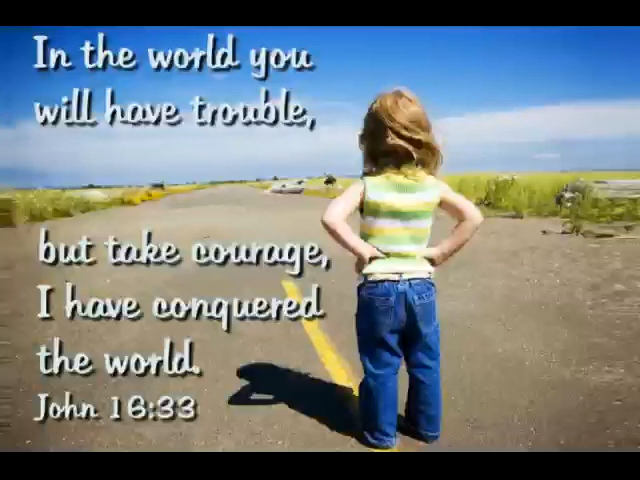 In the world you
will have trouble,
but take courage,
I have conquered
the world.
John 16:33